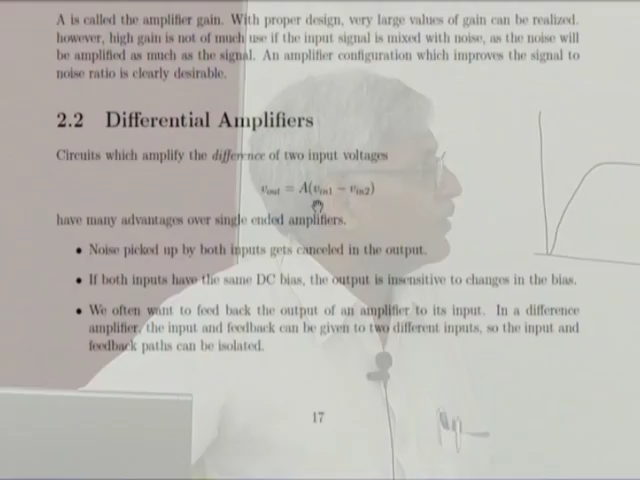 A is called the amplifier gain. With proper design, very large values of gain can be realized.
however, high gain is not of much use if the input signal is mixed with noise, as the noise will
be amplified as much as the signal. An amplifier configuration which improves the signal to
noise ratio is clearly desirable.
2.2 Differential Amplifiers
Circuits which amplify the difference of two input voltages
v_out = A(v_in1 − v_in2)
have many advantages over single ended amplifiers.
• Noise picked up by both inputs gets canceled in the output.
• If both inputs have the same DC bias, the output is insensitive to changes in the bias.
• We often want to feed back the output of an amplifier to its input. In a difference
amplifier, the input and feedback can be given to two different inputs, so the input and
feedback paths can be isolated.
17